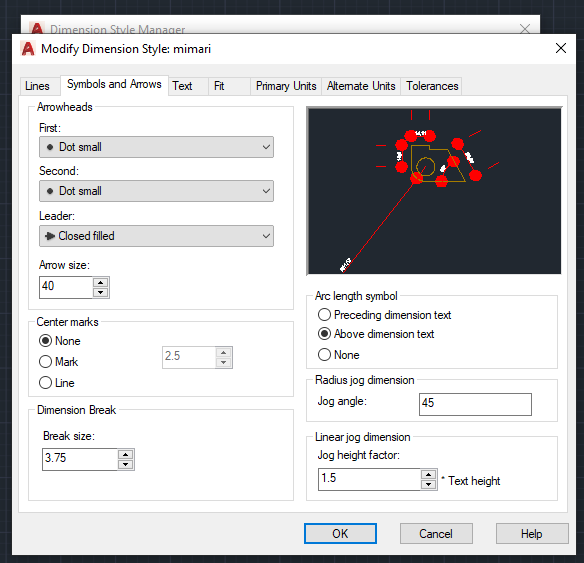 Dimension Style Manager
Modify Dimension Style: mimari
Lines
Symbols and Arrows
Text
Fit
Primary Units
Alternate Units
Tolerances
Arrowheads
First:
Dot small
Second:
Dot small
Leader:
Closed filled
Arrow size:
40
Center marks
None
Mark
2.5
Line
Dimension Break
Break size:
3.75
Arc length symbol
Preceding dimension text
Above dimension text
None
Radius jog dimension
Jog angle:
45
Linear jog dimension
Jog height factor:
1.5
* Text height
OK
Cancel
Help